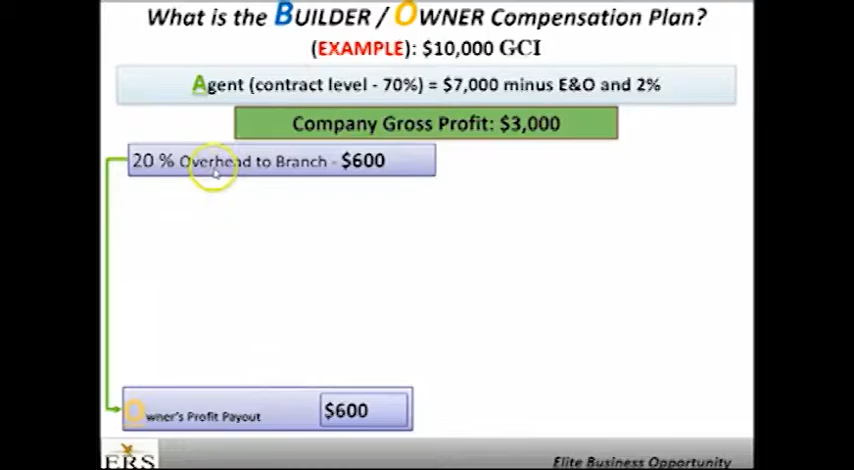 What is the BUILDER / OWNER Compensation Plan?
(EXAMPLE): $10,000 GCI
Agent (contract level - 70%) = $7,000 minus E&O and 2%
Company Gross Profit: $3,000
20 % Overhead to Branch - $600
Owner's Profit Payout $600
ERS Elite Business Opportunity